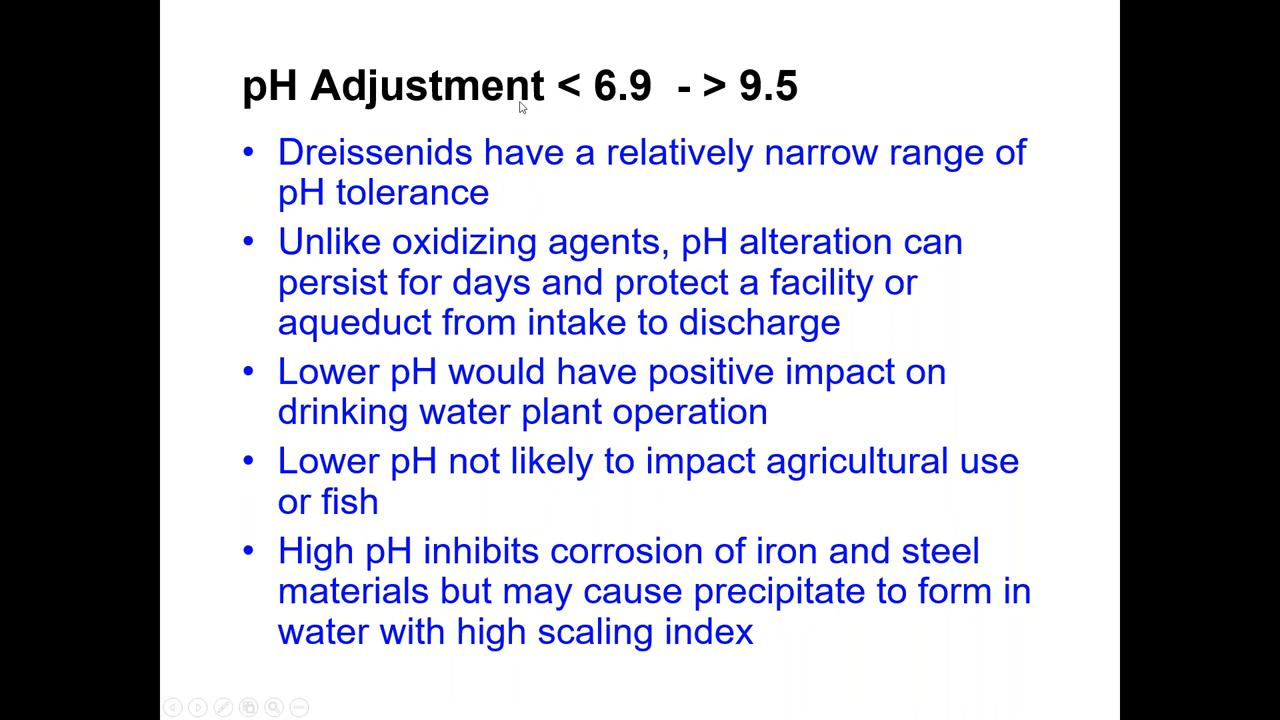 pH Adjustment < 6.9  - > 9.5
• Dreissenids have a relatively narrow range of
pH tolerance
• Unlike oxidizing agents, pH alteration can
persist for days and protect a facility or
aqueduct from intake to discharge
• Lower pH would have positive impact on
drinking water plant operation
• Lower pH not likely to impact agricultural use
or fish
• High pH inhibits corrosion of iron and steel
materials but may cause precipitate to form in
water with high scaling index